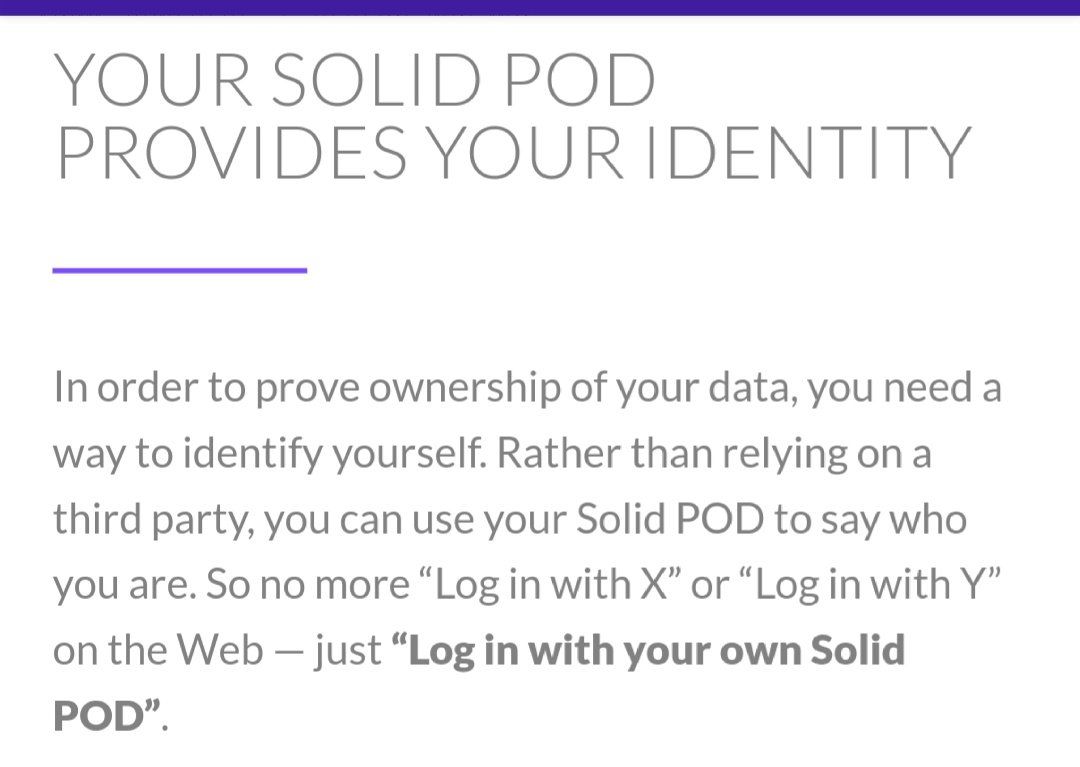 YOUR SOLID POD
PROVIDES YOUR IDENTITY
In order to prove ownership of your data, you need a
way to identify yourself. Rather than relying on a
third party, you can use your Solid POD to say who
you are. So no more “Log in with X” or “Log in with Y”
on the Web — just “Log in with your own Solid
POD”.